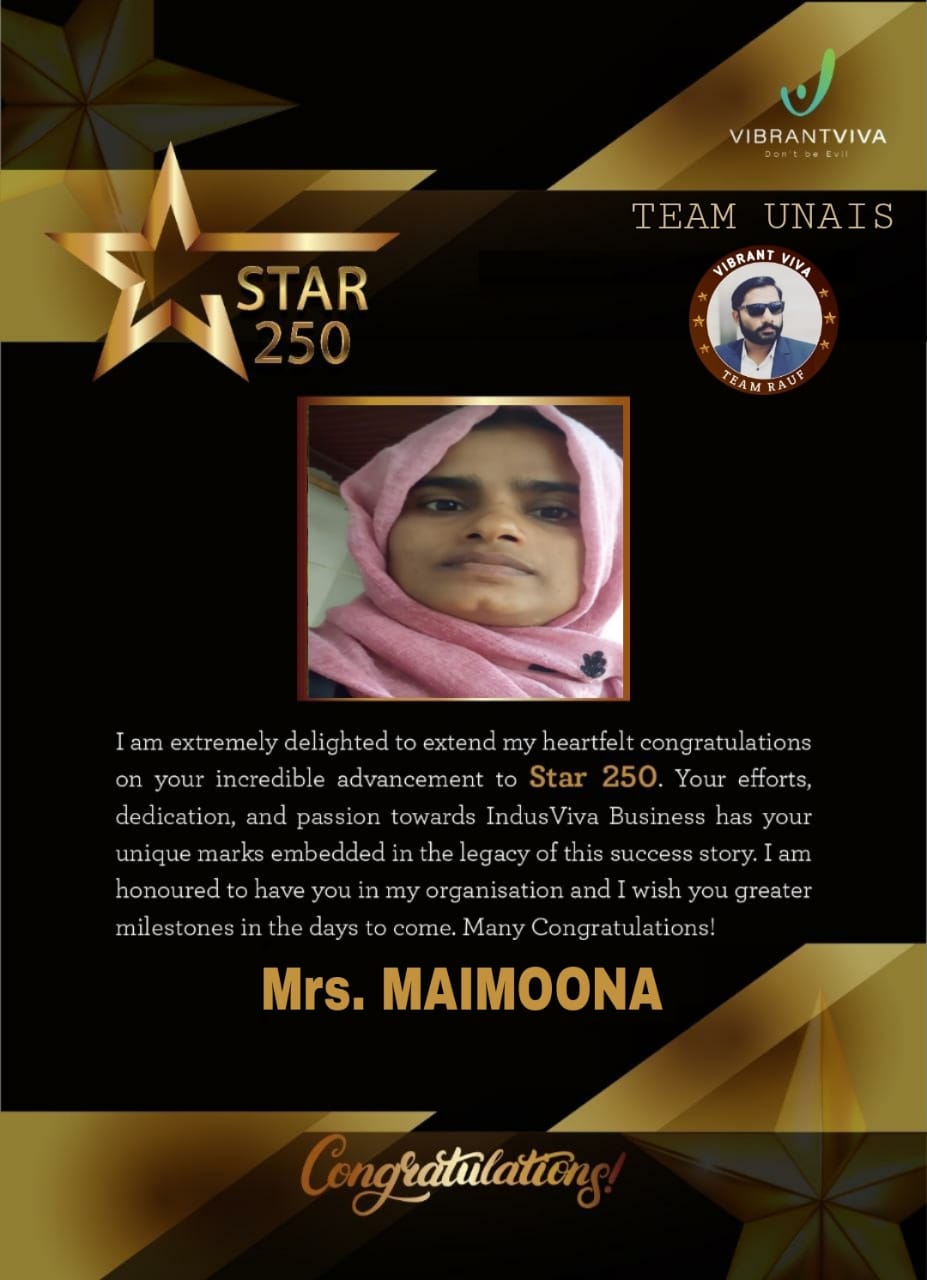 VIBRANTVIVA
Don't be Evil
TEAM UNAIS
STAR
250
VIBRANT VIVA
TEAM RAUF
I am extremely delighted to extend my heartfelt congratulations
on your incredible advancement to Star 250. Your efforts,
dedication, and passion towards IndusViva Business has your
unique marks embedded in the legacy of this success story. I am
honoured to have you in my organisation and I wish you greater
milestones in the days to come. Many Congratulations!
Mrs. MAIMOONA
Congratulations!